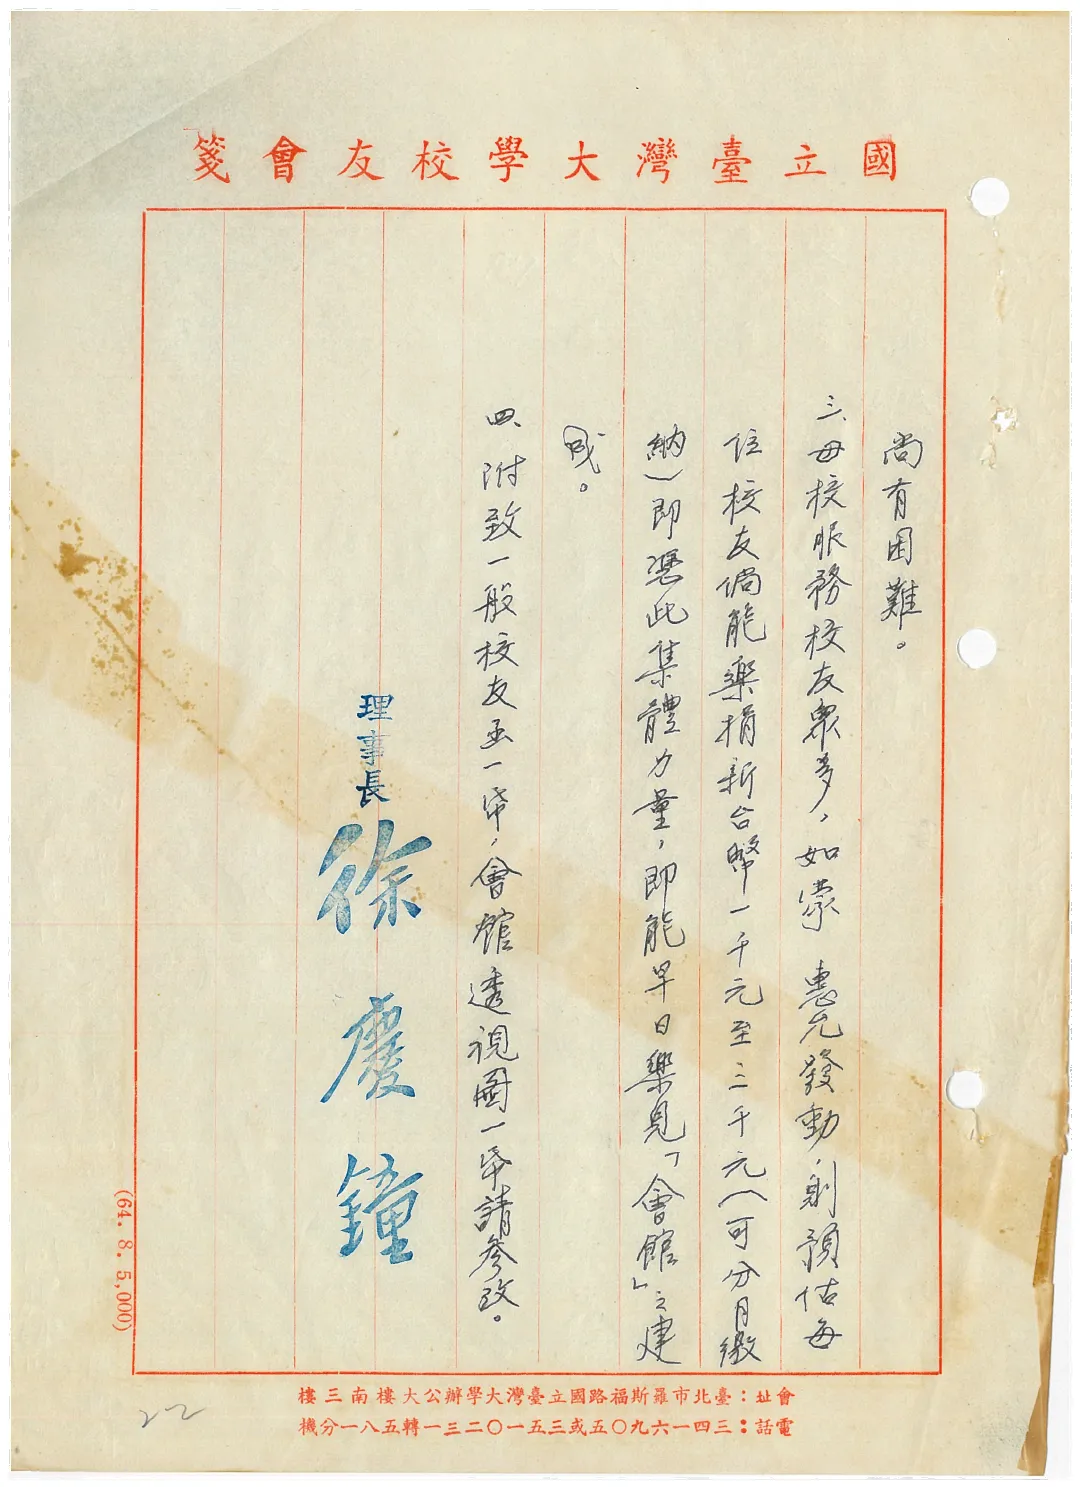 國立臺灣大學校友會箋
尚有困難。
三、母校服務校友眾多，如蒙 惠允發動，則預估每
位校友倘能樂捐新台幣一千元至三千元（可分月繳
納）即憑此集體力量，即能早日樂見「會館」之建
成。
四、附致一般校友函一帋，會館透視圖一帋請參攷。
理事長 徐慶鐘
(64. 8. 5,000)
會址：臺北市羅斯福路國立臺灣大學辦公大樓南三樓
電話：三四一六九〇五或三五一〇二三一轉五八一分機
22